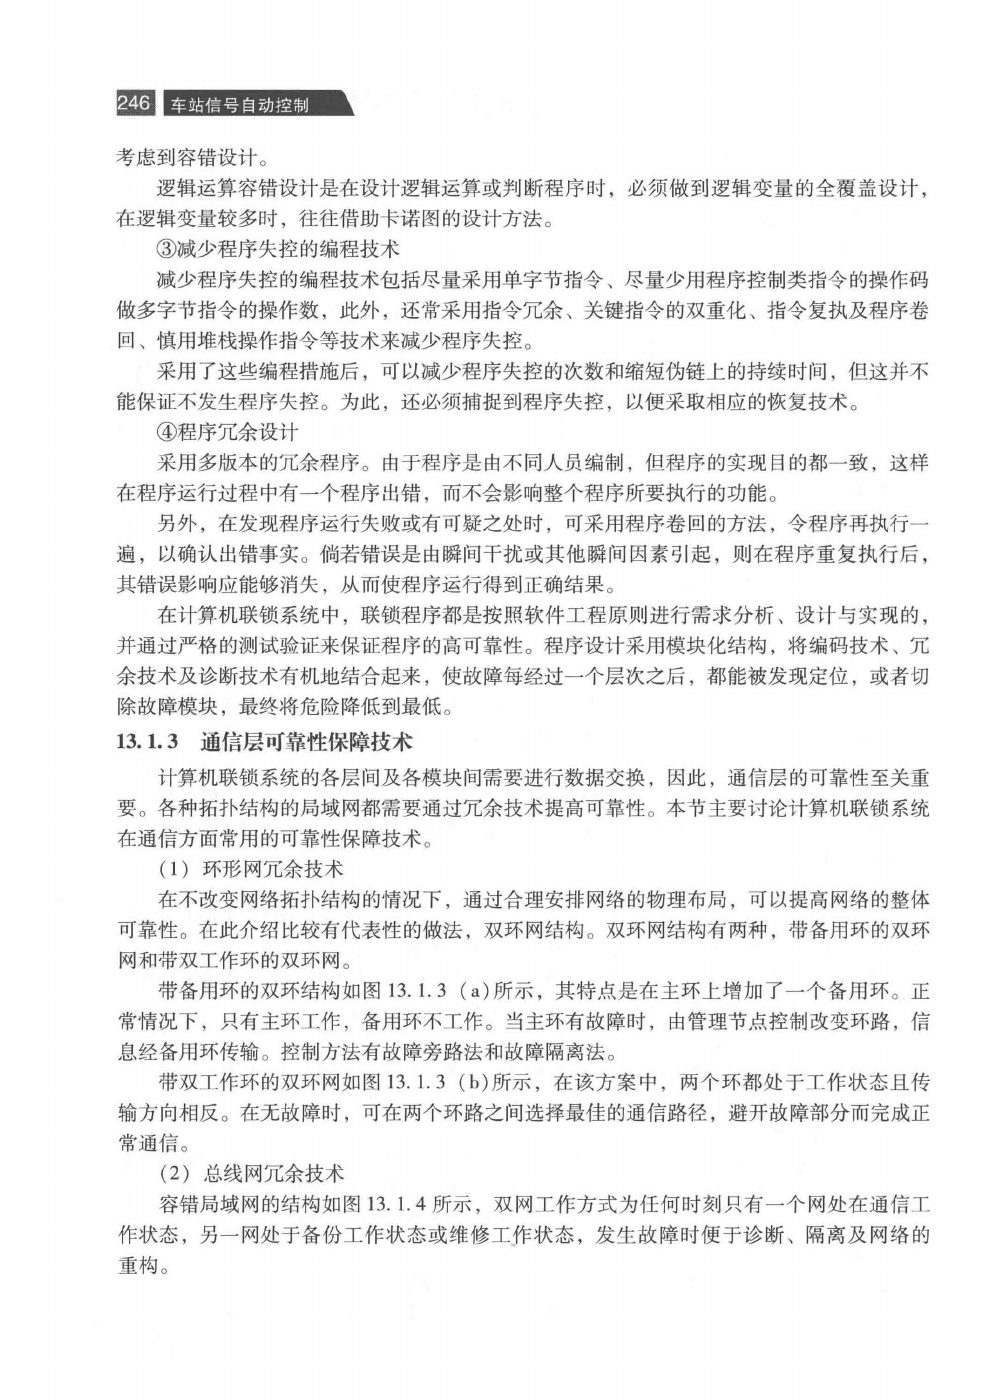 246 车站信号自动控制
考虑到容错设计。
逻辑运算容错设计是在设计逻辑运算或判断程序时，必须做到逻辑变量的全覆盖设计，
在逻辑变量较多时，往往借助卡诺图的设计方法。
③减少程序失控的编程技术
减少程序失控的编程技术包括尽量采用单字节指令、尽量少用程序控制类指令的操作码
做多字节指令的操作数，此外，还常采用指令冗余、关键指令的双重化、指令复执及程序卷
回、慎用堆栈操作指令等技术来减少程序失控。
采用了这些编程措施后，可以减少程序失控的次数和缩短伪链上的持续时间，但这并不
能保证不发生程序失控。为此，还必须捕捉到程序失控，以便采取相应的恢复技术。
④程序冗余设计
采用多版本的冗余程序。由于程序是由不同人员编制，但程序的实现目的都一致，这样
在程序运行过程中有一个程序出错，而不会影响整个程序所要执行的功能。
另外，在发现程序运行失败或有可疑之处时，可采用程序卷回的方法，令程序再执行一
遍，以确认出错事实。倘若错误是由瞬间干扰或其他瞬间因素引起，则在程序重复执行后，
其错误影响应能够消失，从而使程序运行得到正确结果。
在计算机联锁系统中，联锁程序都是按照软件工程原则进行需求分析、设计与实现的，
并通过严格的测试验证来保证程序的高可靠性。程序设计采用模块化结构，将编码技术、冗
余技术及诊断技术有机地结合起来，使故障每经过一个层次之后，都能被发现定位，或者切
除故障模块，最终将危险降低到最低。
13.1.3 通信层可靠性保障技术
计算机联锁系统的各层间及各模块间需要进行数据交换，因此，通信层的可靠性至关重
要。各种拓扑结构的局域网都需要通过冗余技术提高可靠性。本节主要讨论计算机联锁系统
在通信方面常用的可靠性保障技术。
（1）环形网冗余技术
在不改变网络拓扑结构的情况下，通过合理安排网络的物理布局，可以提高网络的整体
可靠性。在此介绍比较有代表性的做法，双环网结构。双环网结构有两种，带备用环的双环
网和带双工作环的双环网。
带备用环的双环结构如图 13.1.3（a)所示，其特点是在主环上增加了一个备用环。正
常情况下，只有主环工作，备用环不工作。当主环有故障时，由管理节点控制改变环路，信
息经备用环传输。控制方法有故障旁路法和故障隔离法。
带双工作环的双环网如图 13.1.3（b)所示，在该方案中，两个环都处于工作状态且传
输方向相反。在无故障时，可在两个环路之间选择最佳的通信路径，避开故障部分而完成正
常通信。
（2）总线网冗余技术
容错局域网的结构如图 13.1.4 所示，双网工作方式为任何时刻只有一个网处在通信工
作状态，另一网处于备份工作状态或维修工作状态，发生故障时便于诊断、隔离及网络的
重构。